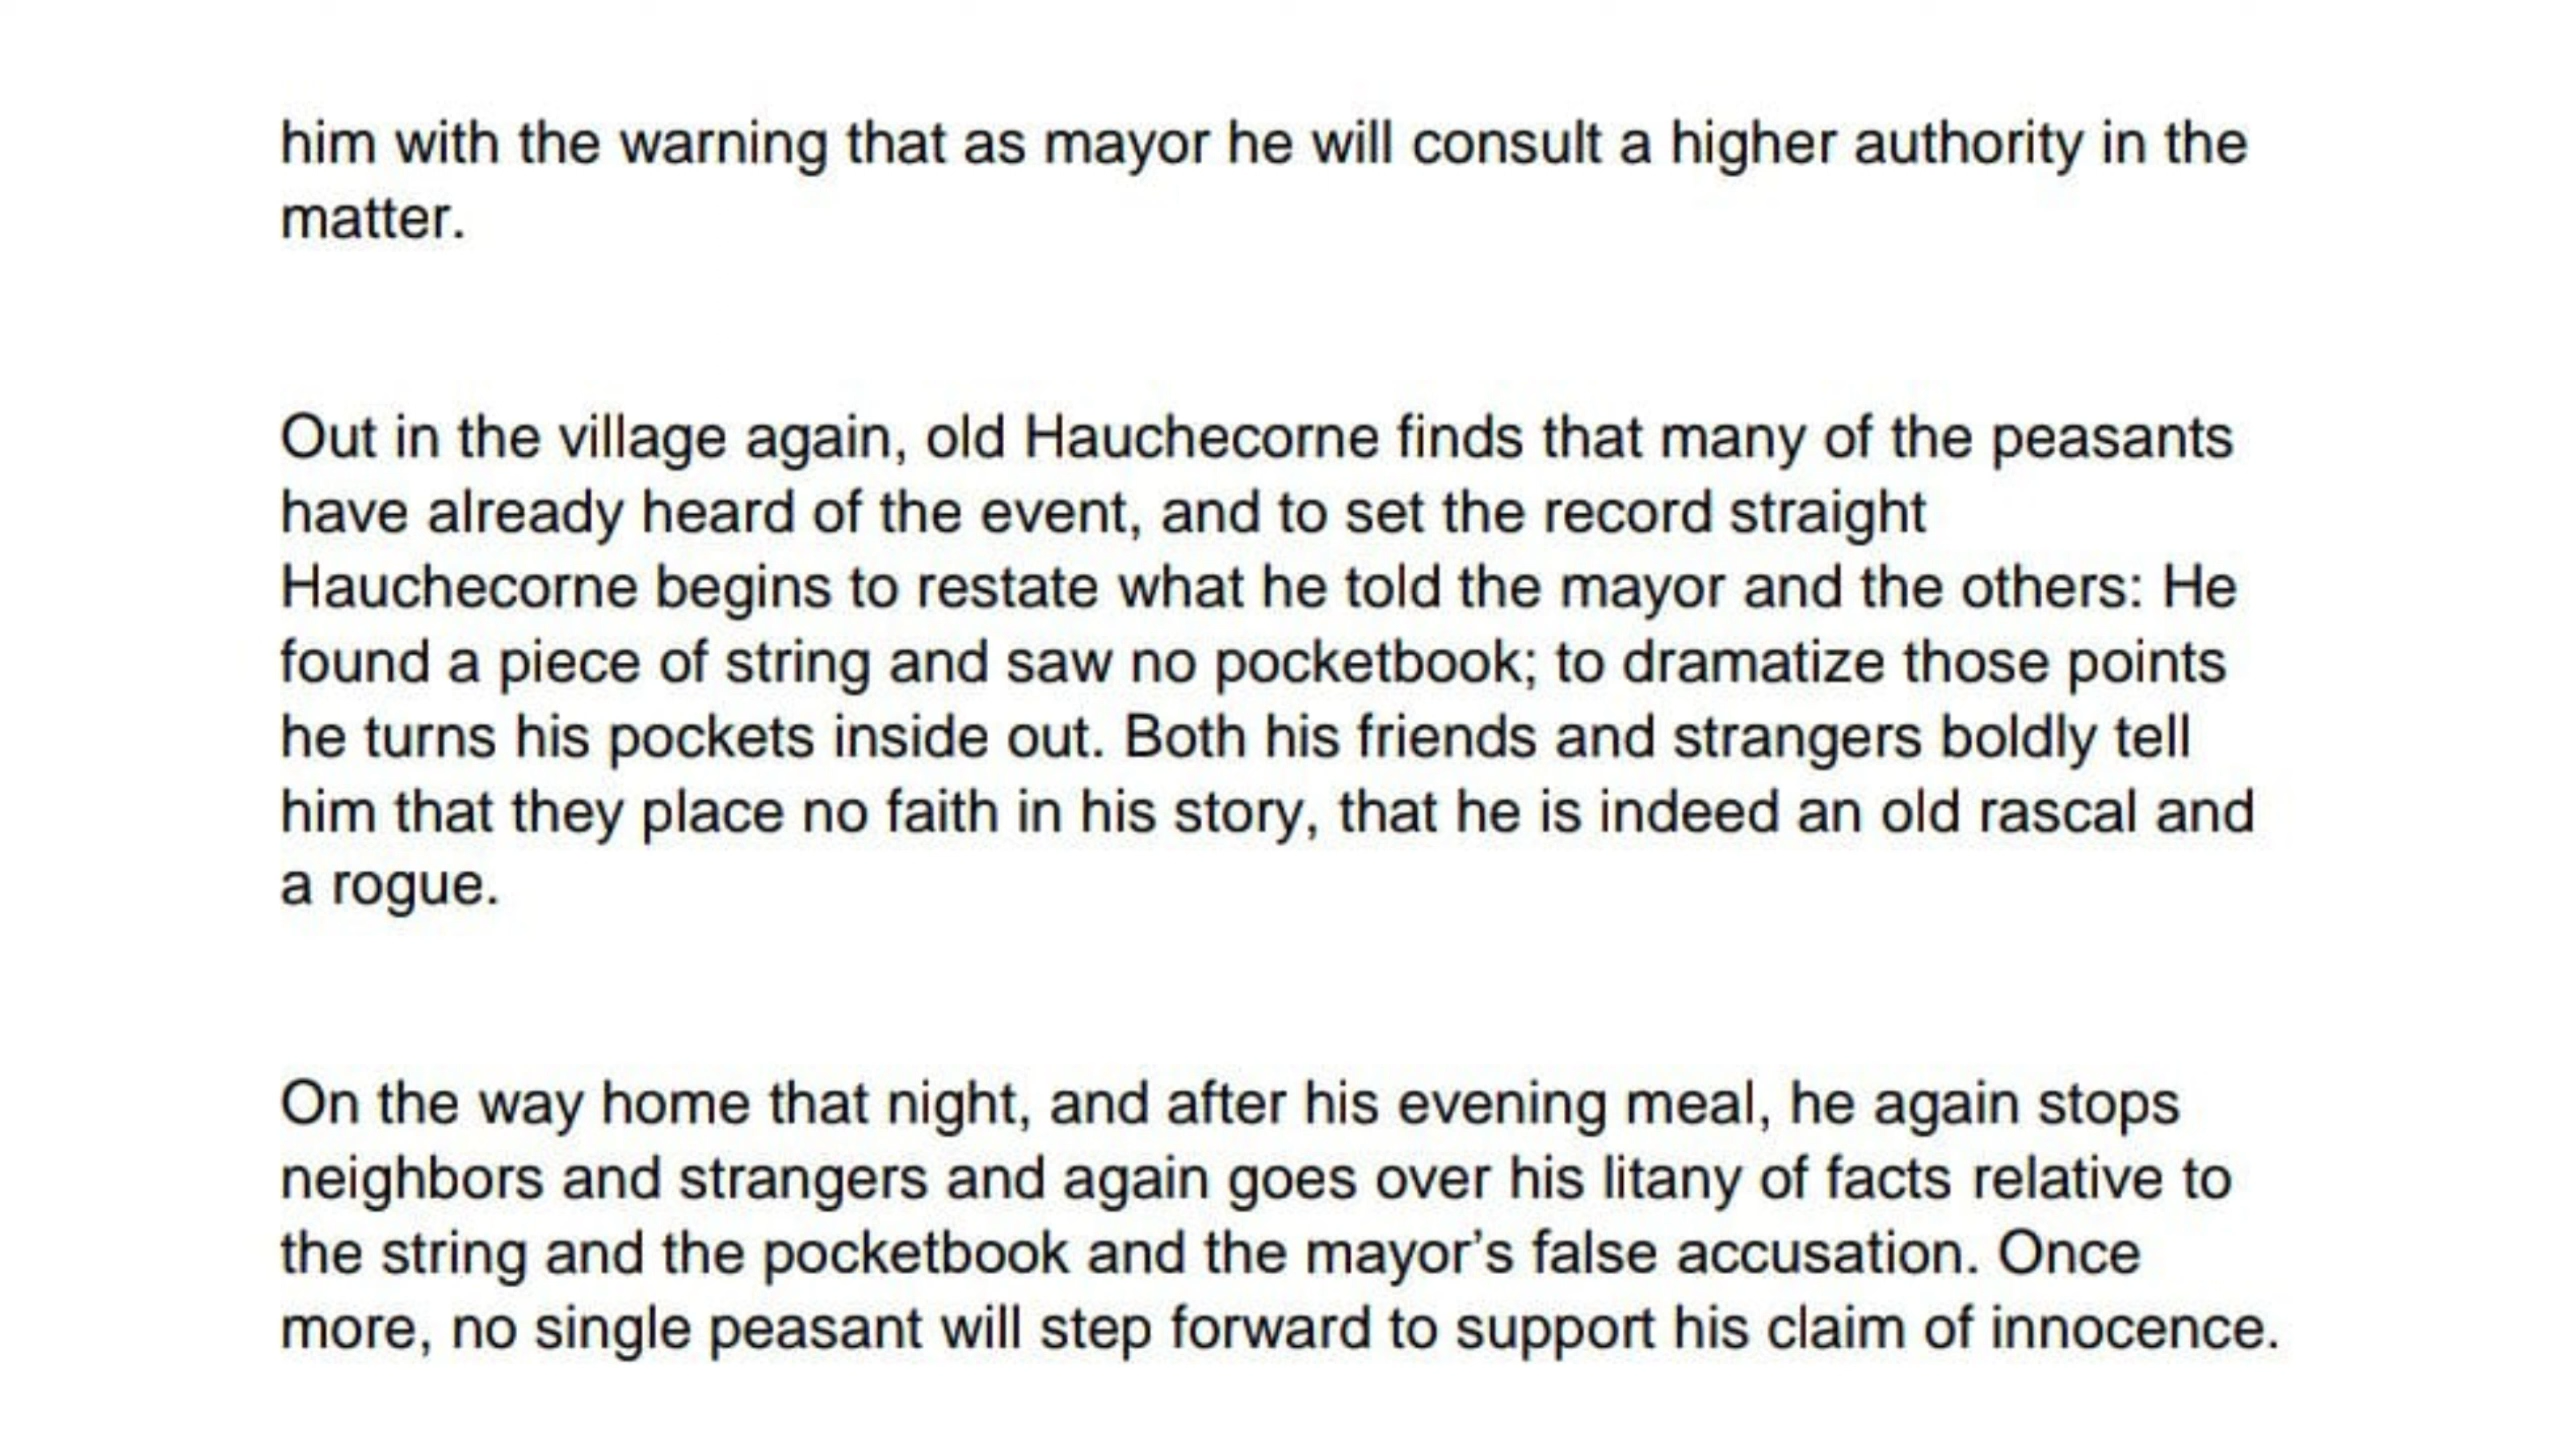 him with the warning that as mayor he will consult a higher authority in the
matter.
Out in the village again, old Hauchecorne finds that many of the peasants
have already heard of the event, and to set the record straight
Hauchecorne begins to restate what he told the mayor and the others: He
found a piece of string and saw no pocketbook; to dramatize those points
he turns his pockets inside out. Both his friends and strangers boldly tell
him that they place no faith in his story, that he is indeed an old rascal and
a rogue.
On the way home that night, and after his evening meal, he again stops
neighbors and strangers and again goes over his litany of facts relative to
the string and the pocketbook and the mayor’s false accusation. Once
more, no single peasant will step forward to support his claim of innocence.